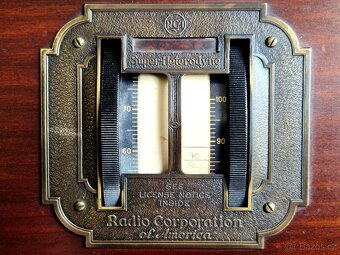 RCA
Super-Heterodyne
100
70
90
60
SEE
LICENSE NOTICE
INSIDE
Radio Corporation
of America